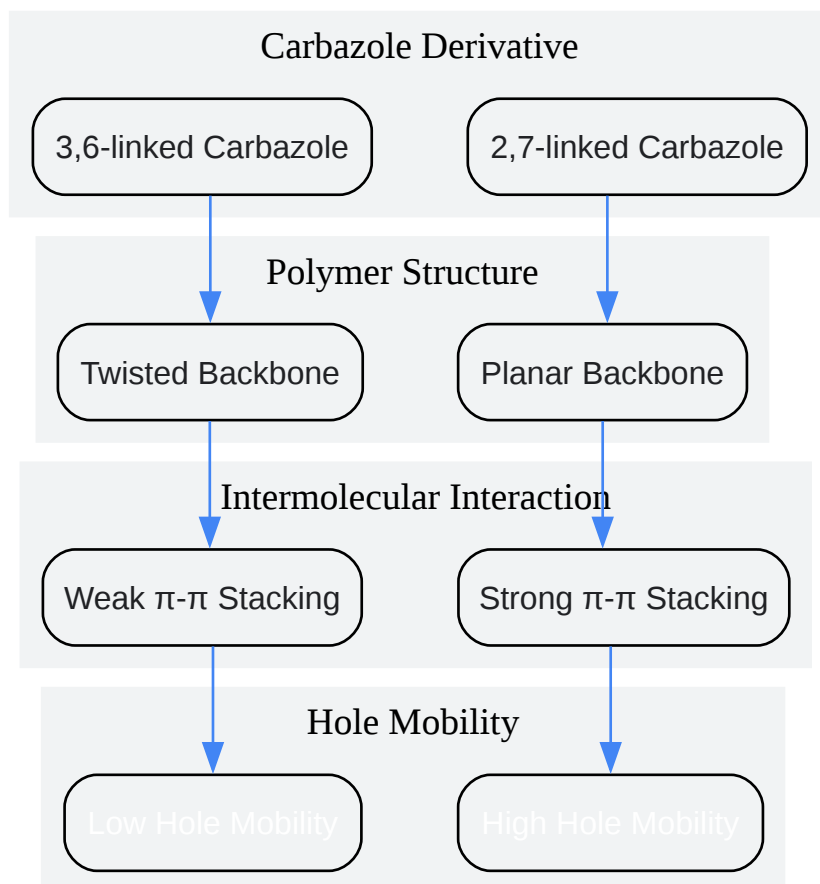 Carbazole Derivative
3,6-linked Carbazole
2,7-linked Carbazole
Polymer Structure
Twisted Backbone
Planar Backbone
Intermolecular Interaction
Weak π-π Stacking
Strong π-π Stacking
Hole Mobility
Low Hole Mobility
High Hole Mobility